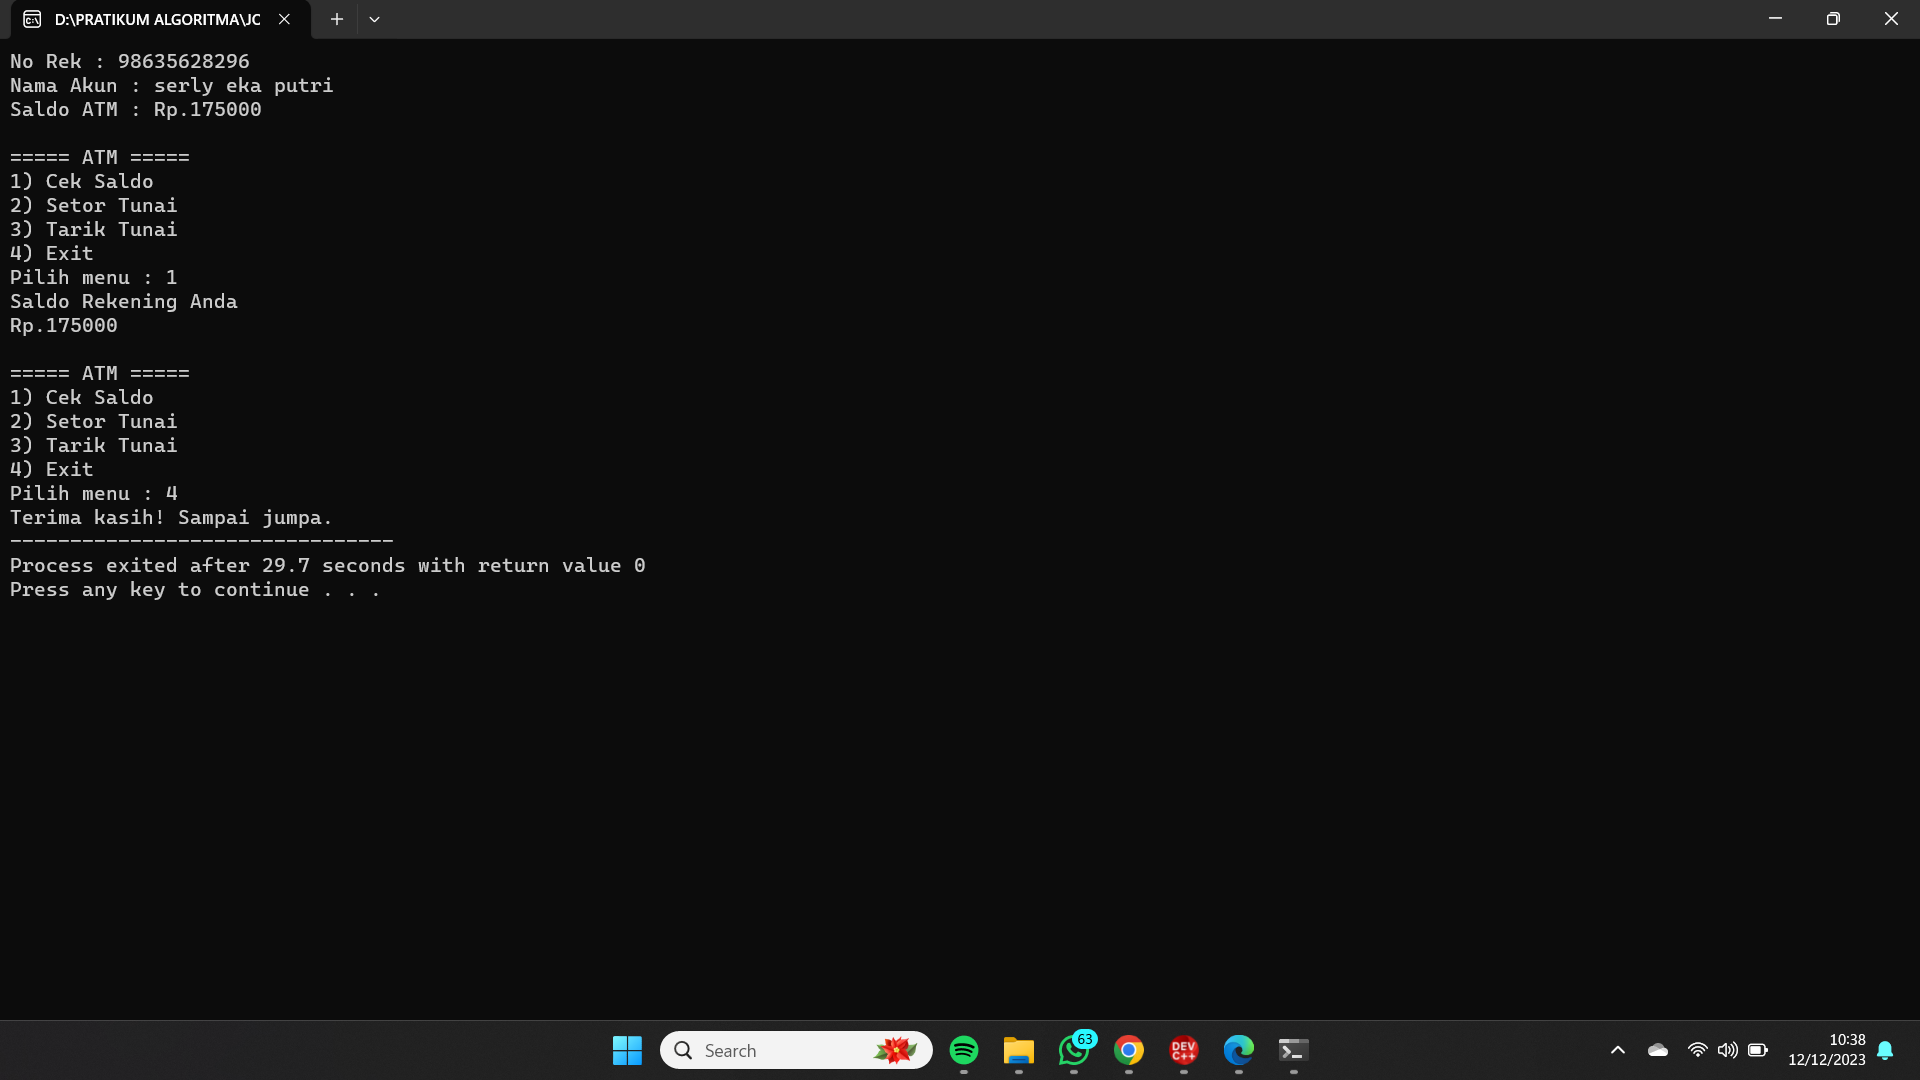 D:\PRATIKUM ALGORITMA\JC
No Rek : 98635628296
Nama Akun : serly eka putri
Saldo ATM : Rp.175000
===== ATM =====
1) Cek Saldo
2) Setor Tunai
3) Tarik Tunai
4) Exit
Pilih menu : 1
Saldo Rekening Anda
Rp.175000
===== ATM =====
1) Cek Saldo
2) Setor Tunai
3) Tarik Tunai
4) Exit
Pilih menu : 4
Terima kasih! Sampai jumpa.
--------------------------------
Process exited after 29.7 seconds with return value 0
Press any key to continue . . .
Search
63
DEV C++
10:38
12/12/2023